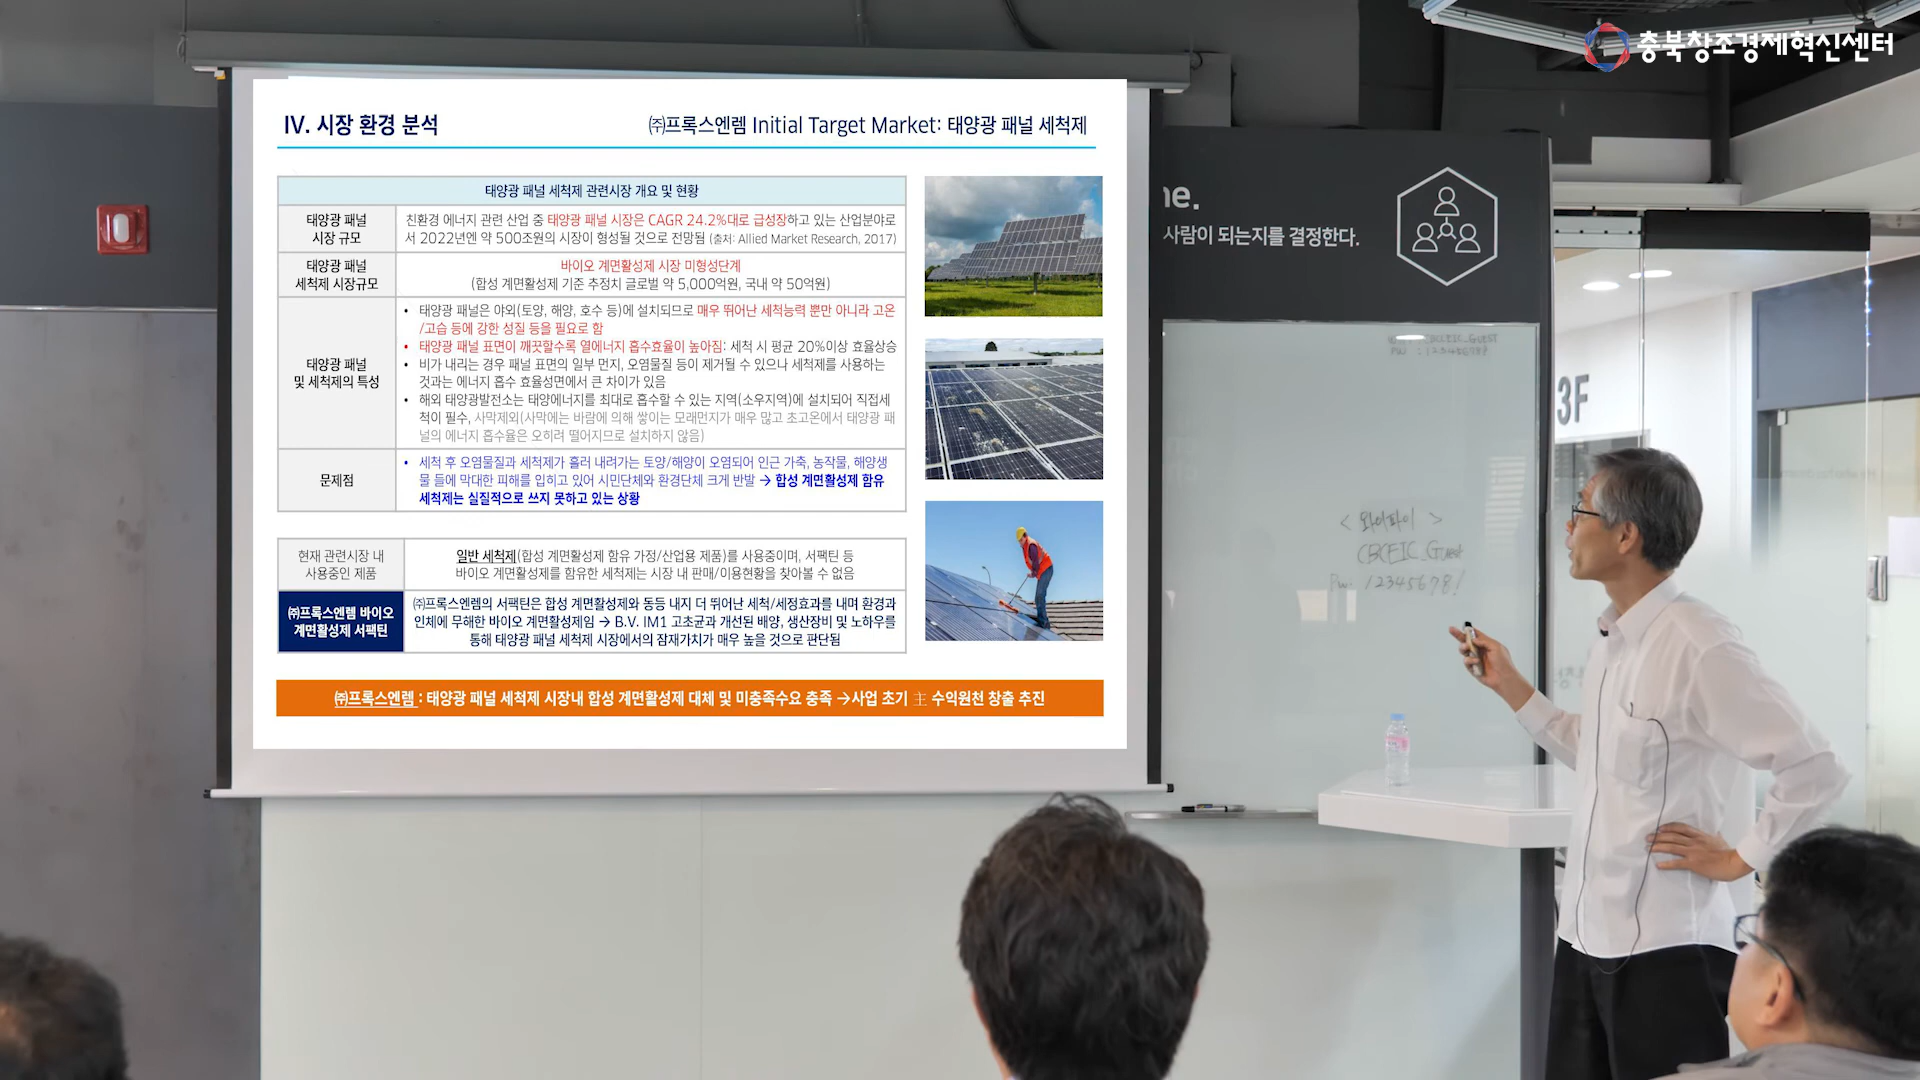 충북창조경제혁신센터
IV. 시장 환경 분석
㈜프록스엔렘 Initial Target Market: 태양광 패널 세척제
태양광 패널 세척제 관련시장 개요 및 현황
태양광 패널
시장 규모
친환경 에너지 관련 산업 중 태양광 패널 시장은 CAGR 24.2%대로 급성장하고 있는 산업분야로
서 2022년엔 약 500조원의 시장이 형성될 것으로 전망됨 (출처: Allied Market Research, 2017)
태양광 패널
세척제 시장규모
바이오 계면활성제 시장 미형성단계
(합성 계면활성제 기준 추정치 글로벌 약 5,000억원, 국내 약 50억원)
태양광 패널
및 세척제의 특성
• 태양광 패널은 야외(토양, 해양, 호수 등)에 설치되므로 매우 뛰어난 세척능력 뿐만 아니라 고온
/고습 등에 강한 성질 등을 필요로 함
• 태양광 패널 표면이 깨끗할수록 열에너지 흡수효율이 높아짐: 세척 시 평균 20%이상 효율상승
• 비가 내리는 경우 패널 표면의 일부 먼지, 오염물질 등이 제거될 수 있으나 세척제를 사용하는
것과는 에너지 흡수 효율성면에서 큰 차이가 있음
• 해외 태양광발전소는 태양에너지를 최대로 흡수할 수 있는 지역(소우지역)에 설치되어 직접세
척이 필수, 사막제외(사막에는 바람에 의해 쌓이는 모래먼지가 매우 많고 초고온에서 태양광 패
널의 에너지 흡수율은 오히려 떨어지므로 설치하지 않음)
문제점
• 세척 후 오염물질과 세척제가 흘러 내려가는 토양/해양이 오염되어 인근 가축, 농작물, 해양생
물 들에 막대한 피해를 입히고 있어 시민단체와 환경단체 크게 반발 → 합성 계면활성제 함유
세척제는 실질적으로 쓰지 못하고 있는 상황
현재 관련시장 내
사용중인 제품
일반 세척제(합성 계면활성제 함유 가정/산업용 제품)를 사용중이며, 서팩틴 등
바이오 계면활성제를 함유한 세척제는 시장 내 판매/이용현황을 찾아볼 수 없음
㈜프록스엔렘 바이오
계면활성제 서팩틴
㈜프록스엔렘의 서팩틴은 합성 계면활성제와 동등 내지 더 뛰어난 세척/세정효과를 내며 환경과
인체에 무해한 바이오 계면활성제임 → B.V. IM1 고초균과 개선된 배양, 생산장비 및 노하우를
통해 태양광 패널 세척제 시장에서의 잠재가치가 매우 높을 것으로 판단됨
㈜프록스엔렘 : 태양광 패널 세척제 시장내 합성 계면활성제 대체 및 미충족수요 충족 →사업 초기 主 수익원천 창출 추진
ne.
사람이 되는지를 결정한다.
3F
< 와이파이 >
CBCEIC_Guest
Pw: 12345678!